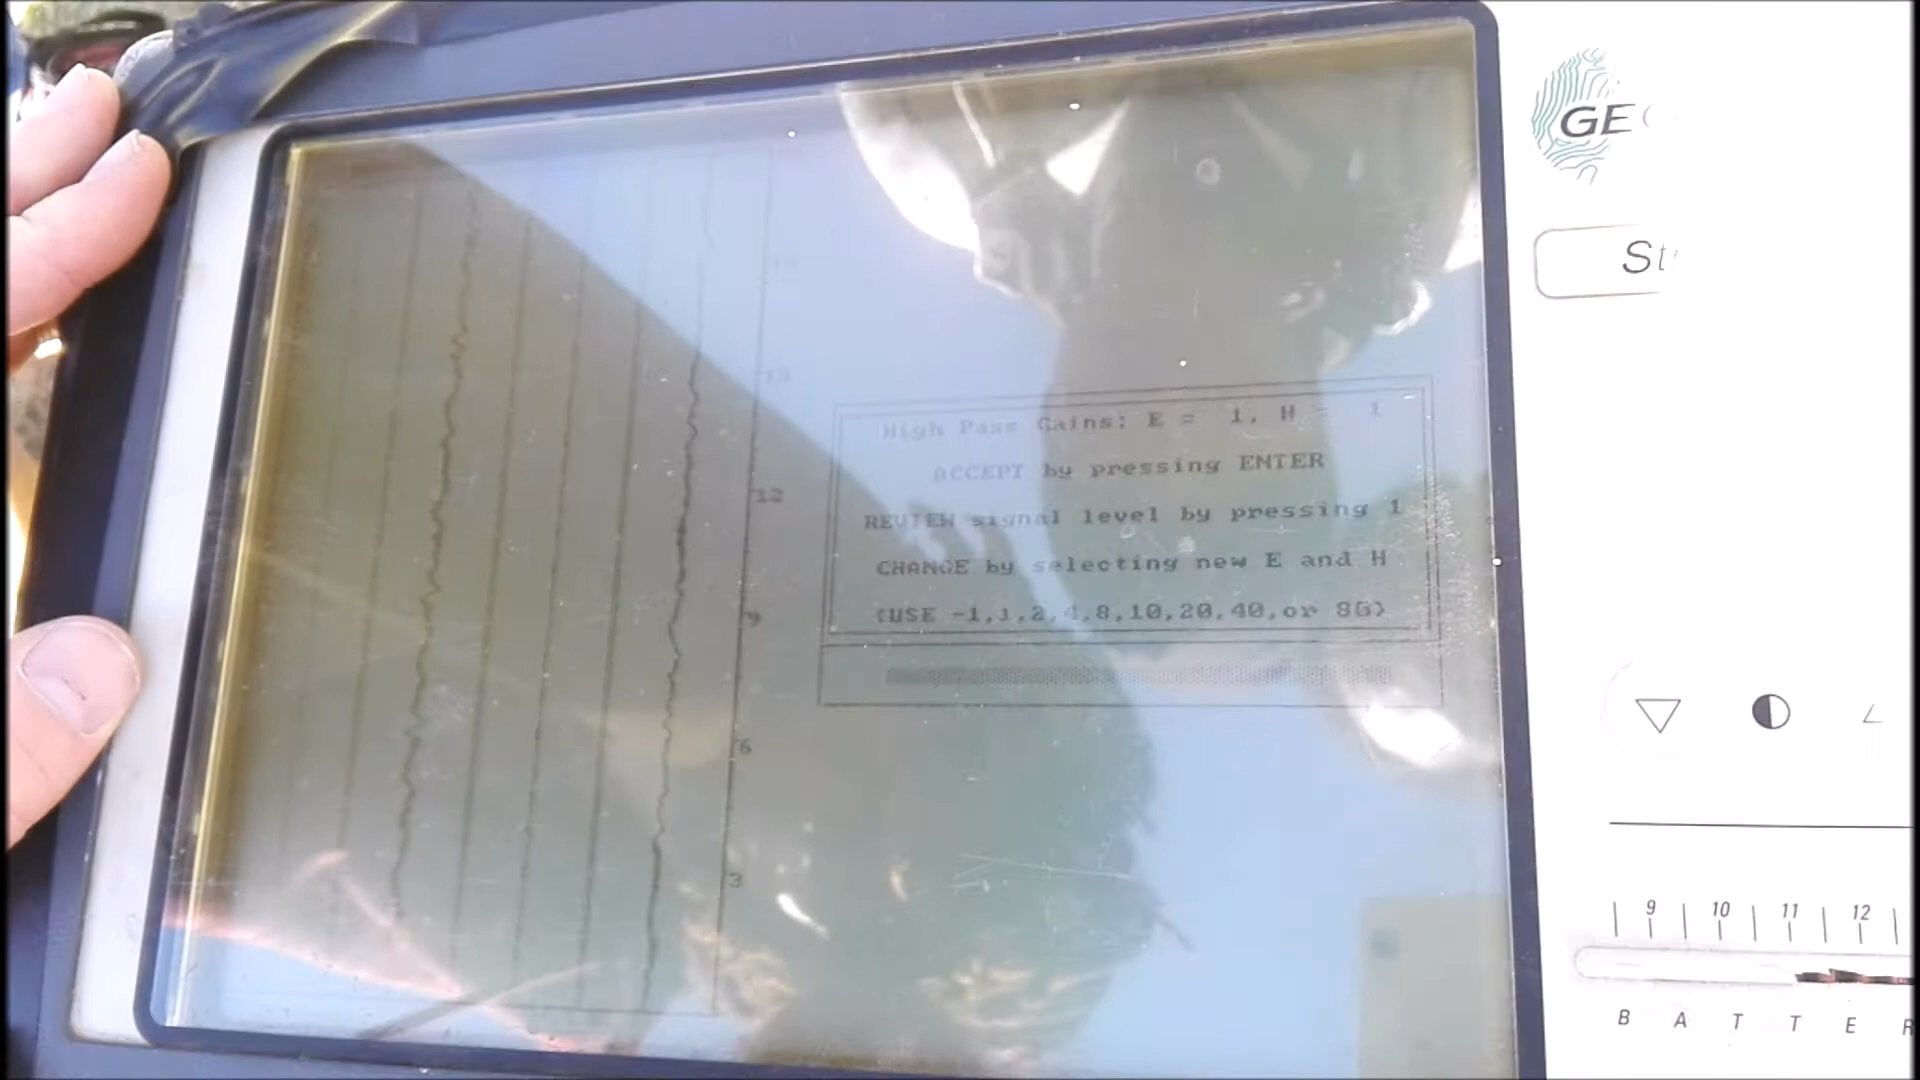 GE
St
15
12
9
6
3
High Pass Gains: E = 1, H = 1
ACCEPT by pressing ENTER
REVIEW signal level by pressing 1
CHANGE by selecting new E and H
(USE -1,1,2,4,8,10,20,40,or 80)
9 10 11 12
B A T T E R